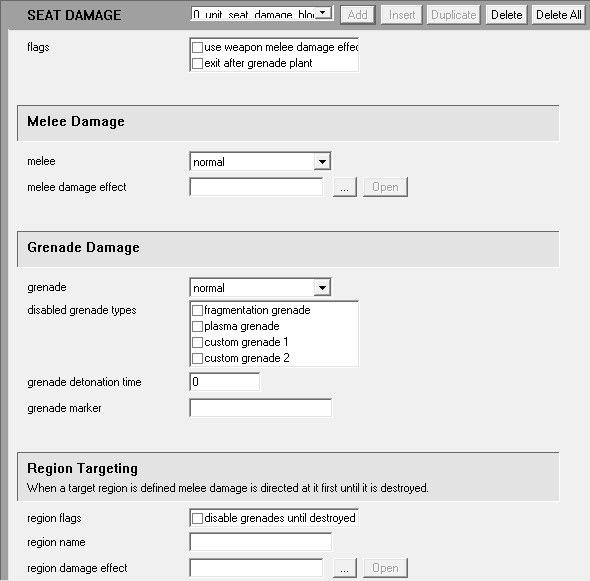 SEAT DAMAGE 0 unit_seat_damage_blo Add Insert Duplicate Delete Delete All
flags
use weapon melee damage effec
exit after grenade plant
Melee Damage
melee normal
melee damage effect ... Open
Grenade Damage
grenade normal
disabled grenade types
fragmentation grenade
plasma grenade
custom grenade 1
custom grenade 2
grenade detonation time 0
grenade marker
Region Targeting
When a target region is defined melee damage is directed at it first until it is destroyed.
region flags disable grenades until destroyed
region name
region damage effect ... Open